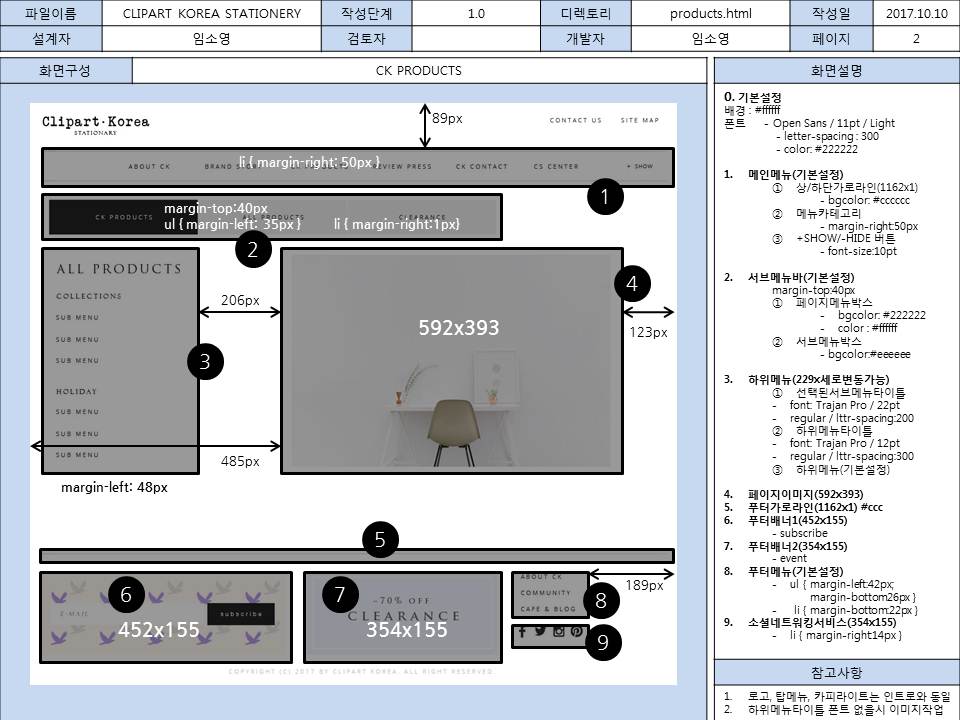 파일이름 CLIPART KOREA STATIONERY 작성단계 1.0 디렉토리 products.html 작성일 2017.10.10
설계자 임소영 검토자 개발자 임소영 페이지 2
화면구성 CK PRODUCTS 화면설명
Clipart·Korea
STATIONARY
89px
CONTACT US SITE MAP
li { margin-right: 50px }
ABOUT CK BRAND STORY REVIEW PRESS CK CONTACT CS CENTER + SHOW
1
margin-top:40px
CK PRODUCTS CLEARANCE
ul { margin-left: 35px } li { margin-right:1px}
2
ALL PRODUCTS
COLLECTIONS
SUB MENU
SUB MENU
SUB MENU
HOLIDAY
SUB MENU
SUB MENU
SUB MENU
3
206px
485px
margin-left: 48px
592x393
4
123px
5
6
E-MAIL
subscribe
452x155
7
-70% OFF
CLEARANCE
354x155
ABOUT CK
COMMUNITY
CAFE & BLOG
8
189px
9
COPYRIGHT (C) 2017 BY CLIPART KOREA. ALL RIGHT RESERVED
0. 기본설정
배경 : #ffffff
폰트 - Open Sans / 11pt / Light
- letter-spacing : 300
- color: #222222
1. 메인메뉴(기본설정)
① 상/하단가로라인(1162x1)
- bgcolor: #cccccc
② 메뉴카테고리
- margin-right:50px
③ +SHOW/-HIDE 버튼
- font-size:10pt
2. 서브메뉴바(기본설정)
margin-top:40px
① 페이지메뉴박스
- bgcolor: #222222
- color : #ffffff
② 서브메뉴박스
- bgcolor:#eeeeee
3. 하위메뉴(229x세로변동가능)
① 선택된서브메뉴타이틀
- font: Trajan Pro / 22pt
- regular / lttr-spacing:200
② 하위메뉴타이틀
- font: Trajan Pro / 12pt
- regular / lttr-spacing:300
③ 하위메뉴(기본설정)
4. 페이지이미지(592x393)
5. 푸터가로라인(1162x1) #ccc
6. 푸터배너1(452x155)
- subscribe
7. 푸터배너2(354x155)
- event
8. 푸터메뉴(기본설정)
- ul { margin-left:42px;
margin-bottom:26px }
- li { margin-bottom:22px }
9. 소셜네트워킹서비스(354x155)
- li { margin-right:14px }
참고사항
1. 로고, 탑메뉴, 카피라이트는 인트로와 동일
2. 하위메뉴타이틀 폰트 없을시 이미지작업